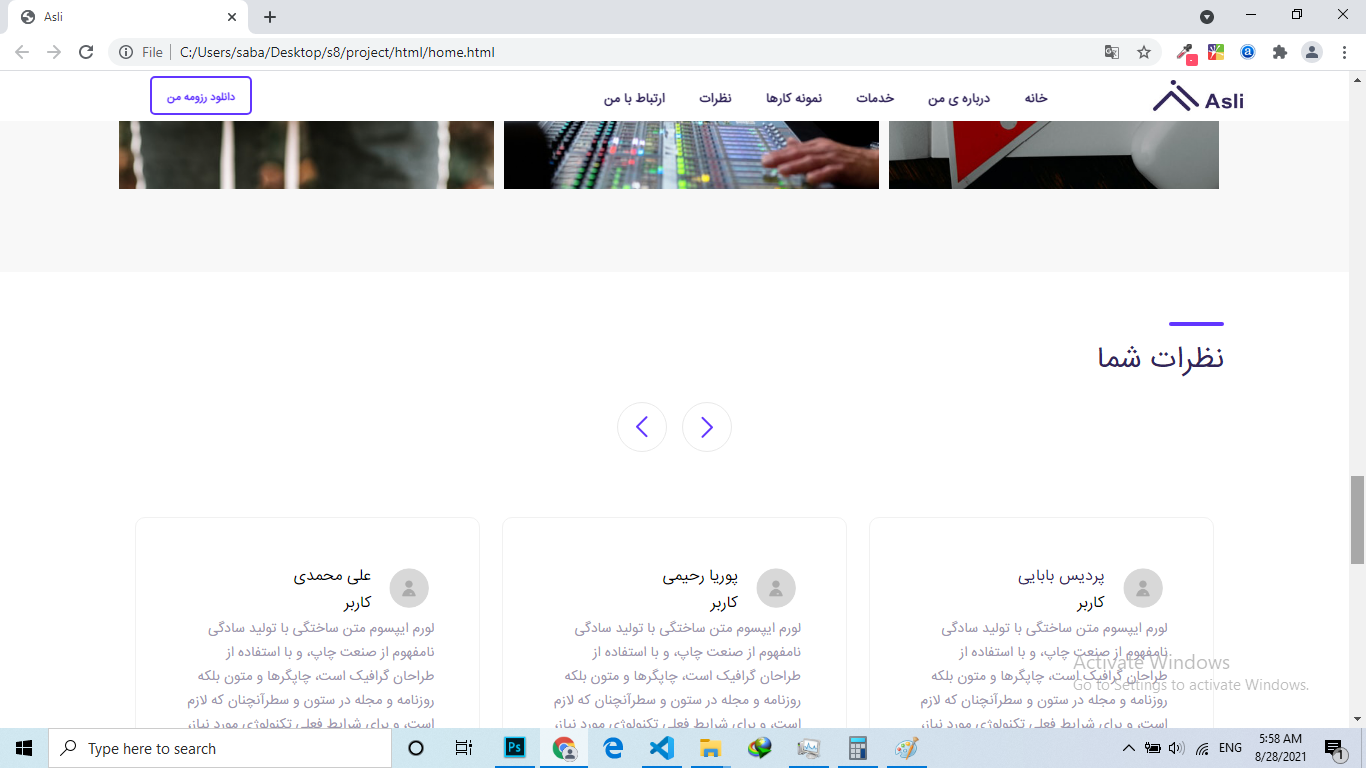 Asli
File
C:/Users/saba/Desktop/s8/project/html/home.html
Asli
خانه
درباره ی من
خدمات
نمونه کارها
نظرات
ارتباط با من
دانلود رزومه من
نظرات شما
پردیس بابایی
کاربر
لورم ایپسوم متن ساختگی با تولید سادگی
نامفهوم از صنعت چاپ، و با استفاده از
طراحان گرافیک است، چاپگرها و متون بلکه
روزنامه و مجله در ستون و سطرآنچنان که لازم
است، و برای شرایط فعلی تکنولوژی مورد نیاز،
پوریا رحیمی
کاربر
لورم ایپسوم متن ساختگی با تولید سادگی
نامفهوم از صنعت چاپ، و با استفاده از
طراحان گرافیک است، چاپگرها و متون بلکه
روزنامه و مجله در ستون و سطرآنچنان که لازم
است، و برای شرایط فعلی تکنولوژی مورد نیاز،
علی محمدی
کاربر
لورم ایپسوم متن ساختگی با تولید سادگی
نامفهوم از صنعت چاپ، و با استفاده از
طراحان گرافیک است، چاپگرها و متون بلکه
روزنامه و مجله در ستون و سطرآنچنان که لازم
است، و برای شرایط فعلی تکنولوژی مورد نیاز،
Activate Windows
Go to Settings to activate Windows.
Type here to search
Ps
ENG
5:58 AM
8/28/2021
1